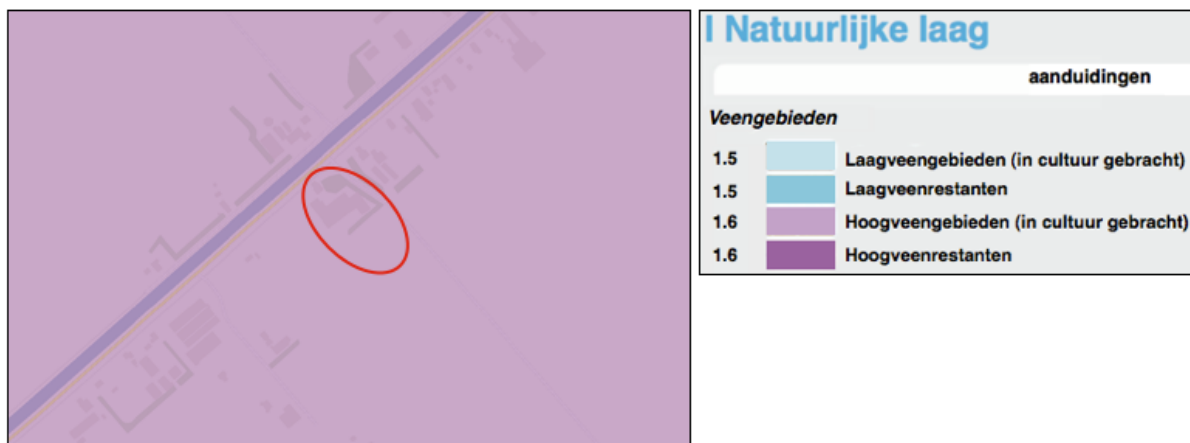 I Natuurlijke laag
aanduidingen
Veengebieden
1.5 Laagveengebieden (in cultuur gebracht)
1.5 Laagveenrestanten
1.6 Hoogveengebieden (in cultuur gebracht)
1.6 Hoogveenrestanten